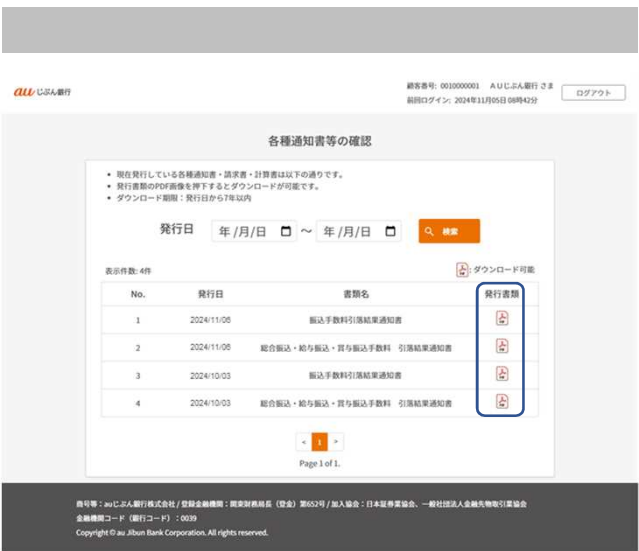 au じぶん銀行
顧客番号: 0010000001 AUじぶん銀行 さま
前回ログイン: 2024年11月05日 08時42分
ログアウト
各種通知書等の確認
• 現在発行している各種通知書・請求書・計算書は以下の通りです。
• 発行書類のPDF画像を押下するとダウンロードが可能です。
• ダウンロード期限：発行日から7年以内
発行日 年/月/日 ～ 年/月/日 検索
表示件数: 4件 : ダウンロード可能
No. 発行日 書類名 発行書類
1 2024/11/06 振込手数料引落結果通知書
2 2024/11/06 総合振込・給与振込・賞与振込手数料 引落結果通知書
3 2024/10/03 振込手数料引落結果通知書
4 2024/10/03 総合振込・給与振込・賞与振込手数料 引落結果通知書
< 1 >
Page 1 of 1.
商号等：auじぶん銀行株式会社 / 登録金融機関：関東財務局長（登金）第652号 / 加入協会：日本証券業協会、一般社団法人金融先物取引業協会
金融機関コード（銀行コード）：0039
Copyright © au Jibun Bank Corporation. All rights reserved.